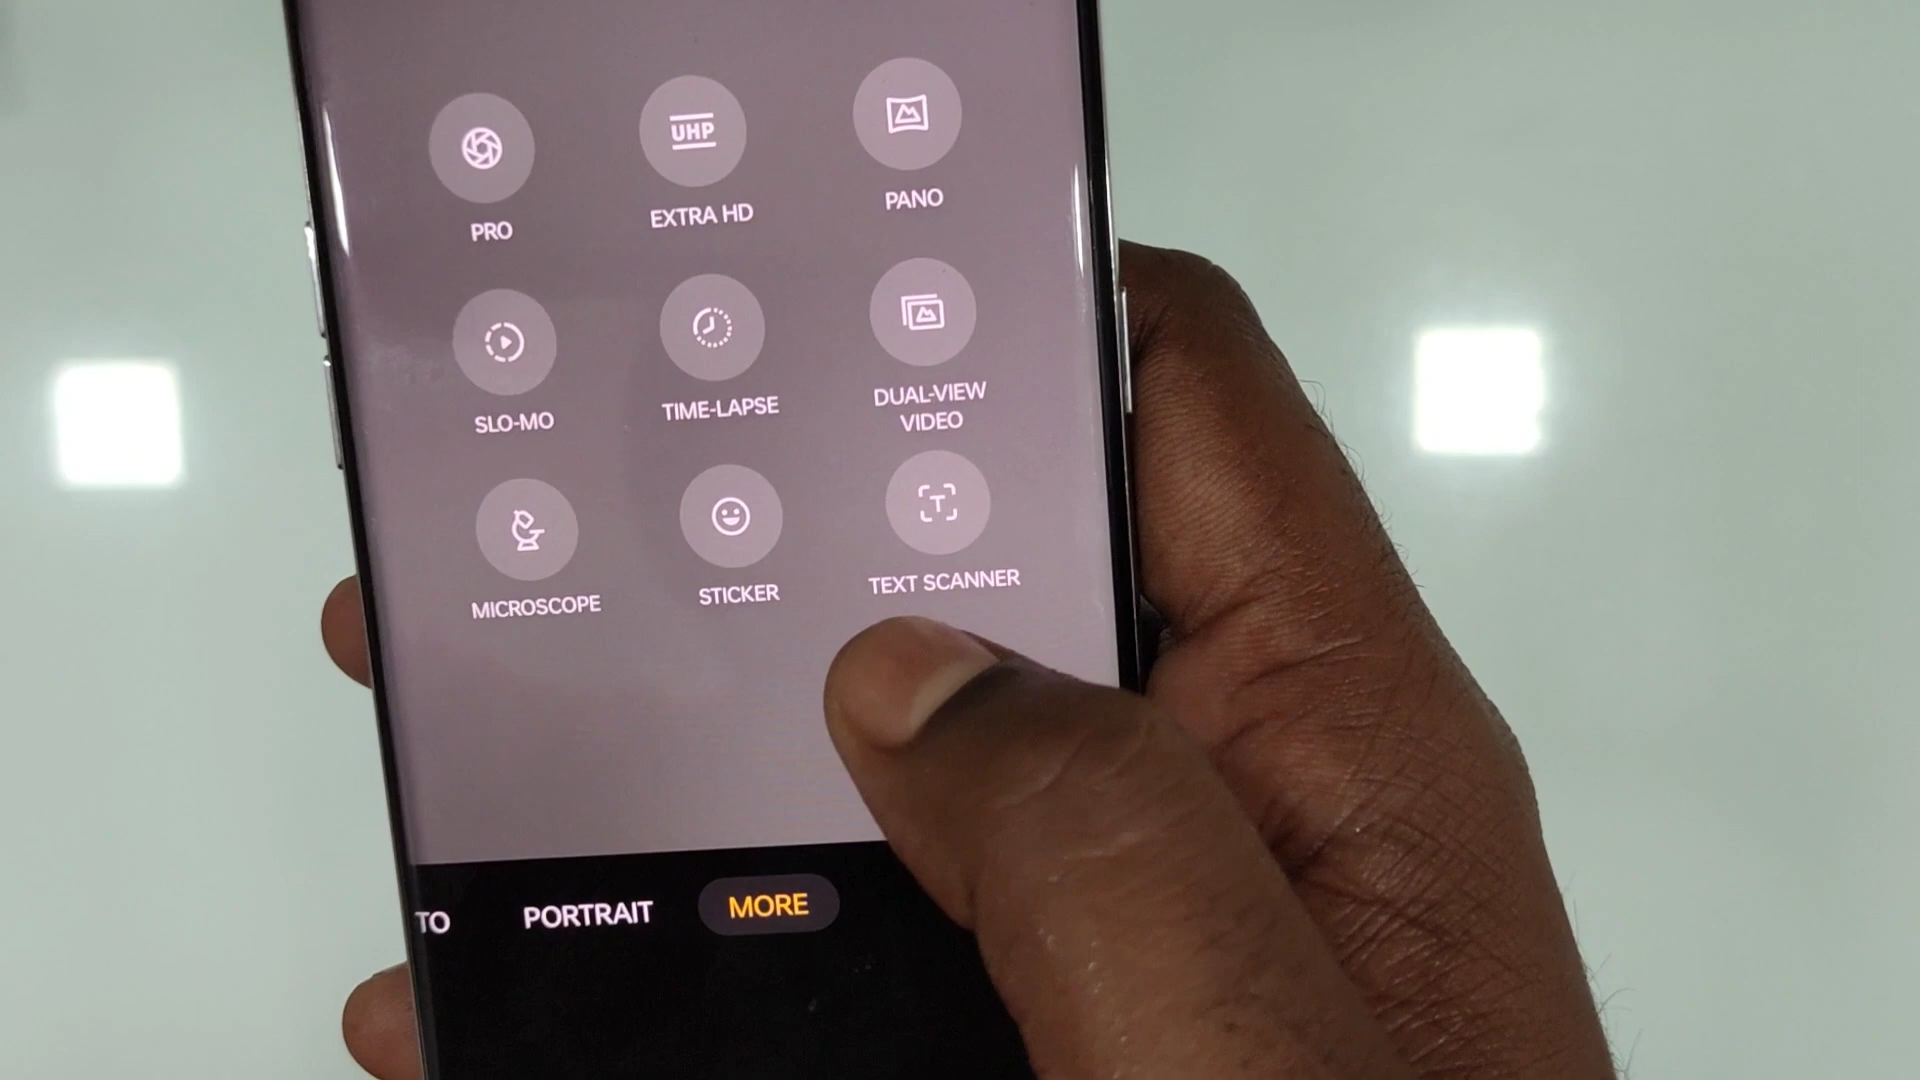 UHP
PRO
EXTRA HD
PANO
SLO-MO
TIME-LAPSE
DUAL-VIEW
VIDEO
T
MICROSCOPE
STICKER
TEXT SCANNER
TO
PORTRAIT
MORE